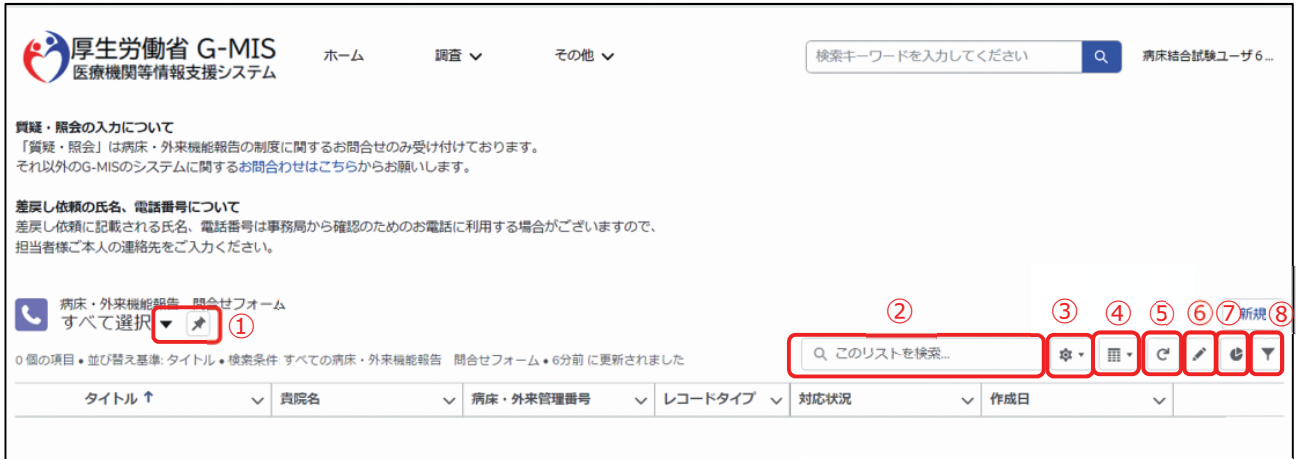 厚生労働省 G-MIS
医療機関等情報支援システム
ホーム
調査
その他
検索キーワードを入力してください
病床結合試験ユーザ6...
質疑・照会の入力について
「質疑・照会」は病床・外来機能報告の制度に関するお問合せのみ受け付けております。
それ以外のG-MISのシステムに関するお問合わせはこちらからお願いします。
差戻し依頼の氏名、電話番号について
差戻し依頼に記載される氏名、電話番号は事務局から確認のためのお電話に利用する場合がございますので、
担当者様ご本人の連絡先をご入力ください。
病床・外来機能報告 問合せフォーム
すべて選択
①
②
③
④
⑤
⑥
⑦
新規
⑧
0 個の項目 • 並び替え基準: タイトル • 検索条件 すべての病床・外来機能報告 問合せフォーム • 6分前 に更新されました
このリストを検索...
タイトル ↑
貴院名
病床・外来管理番号
レコードタイプ
対応状況
作成日